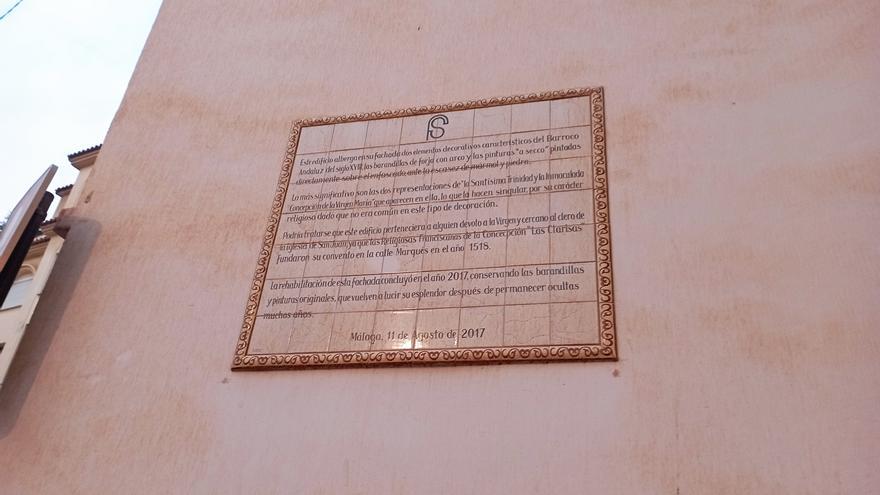 Este edificio alberga en su fachada dos elementos decorativos característicos del Barroco
Andaluz del siglo XVIII, las barandillas de forja con arco y las pinturas "a secco" pintadas
directamente sobre el enfoscado ante la escasez de mármol y piedra.
Lo más significativo son las dos representaciones de "la Santísima Trinidad y la Inmaculada
Concepción de la Virgen María" que aparecen en ella, lo que la hacen singular, por su carácter
religioso dado que no era común en este tipo de decoración.
Podría tratarse que este edificio perteneciera a alguien devoto a la Virgen y cercano al clero de
la iglesia de San Juan, ya que las Religiosas Franciscanas de la Concepción "Las Clarisas"
fundaron su convento en la calle Marqués en el año 1518.
La rehabilitación de esta fachada concluyó en el año 2017, conservando las barandillas
y pinturas originales, que vuelven a lucir su esplendor después de permanecer ocultas
muchos años.
Málaga, 11 de Agosto de 2017